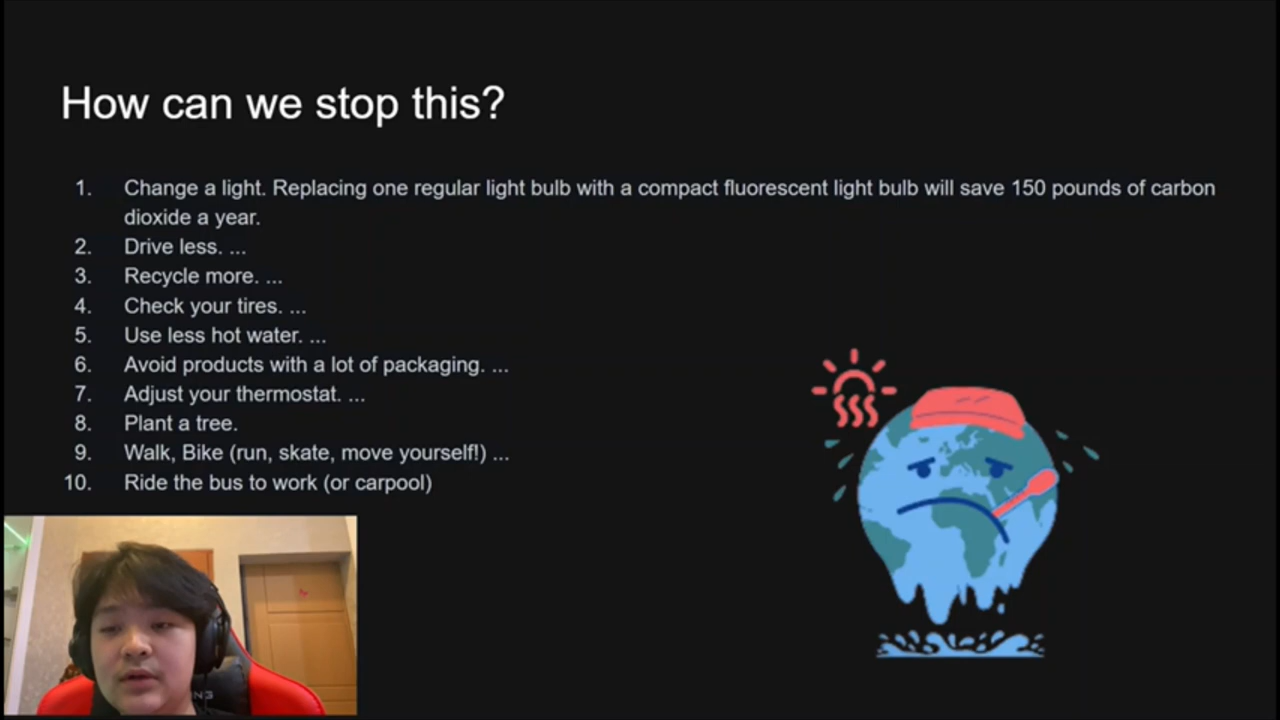 How can we stop this?
1. Change a light. Replacing one regular light bulb with a compact fluorescent light bulb will save 150 pounds of carbon
dioxide a year.
2. Drive less. ...
3. Recycle more. ...
4. Check your tires. ...
5. Use less hot water. ...
6. Avoid products with a lot of packaging. ...
7. Adjust your thermostat. ...
8. Plant a tree.
9. Walk, Bike (run, skate, move yourself!) ...
10. Ride the bus to work (or carpool)